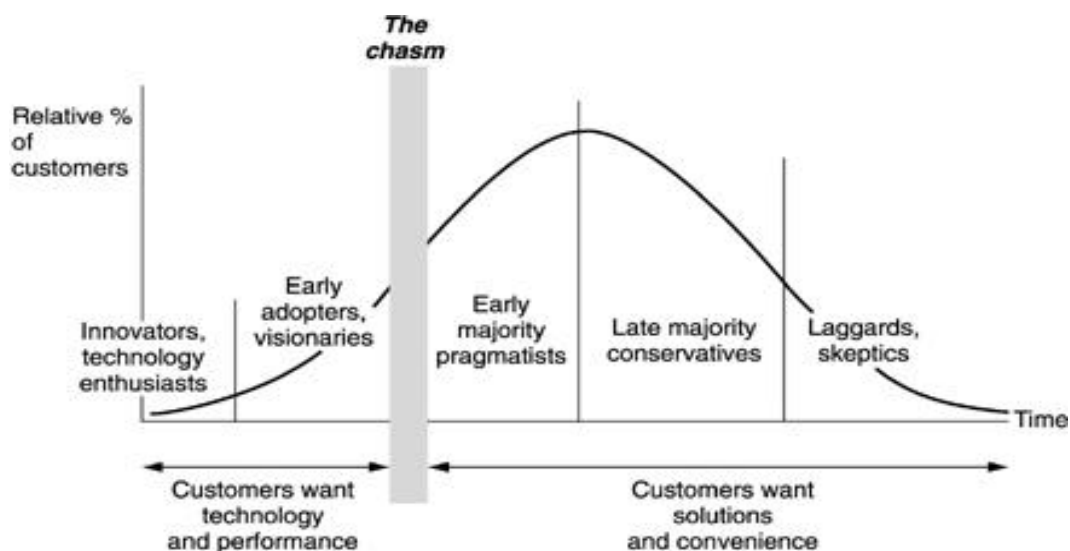 The
chasm
Relative %
of
customers
Innovators,
technology
enthusiasts
Early
adopters,
visionaries
Early
majority
pragmatists
Late majority
conservatives
Laggards,
skeptics
Time
Customers want
technology
and performance
Customers want
solutions
and convenience